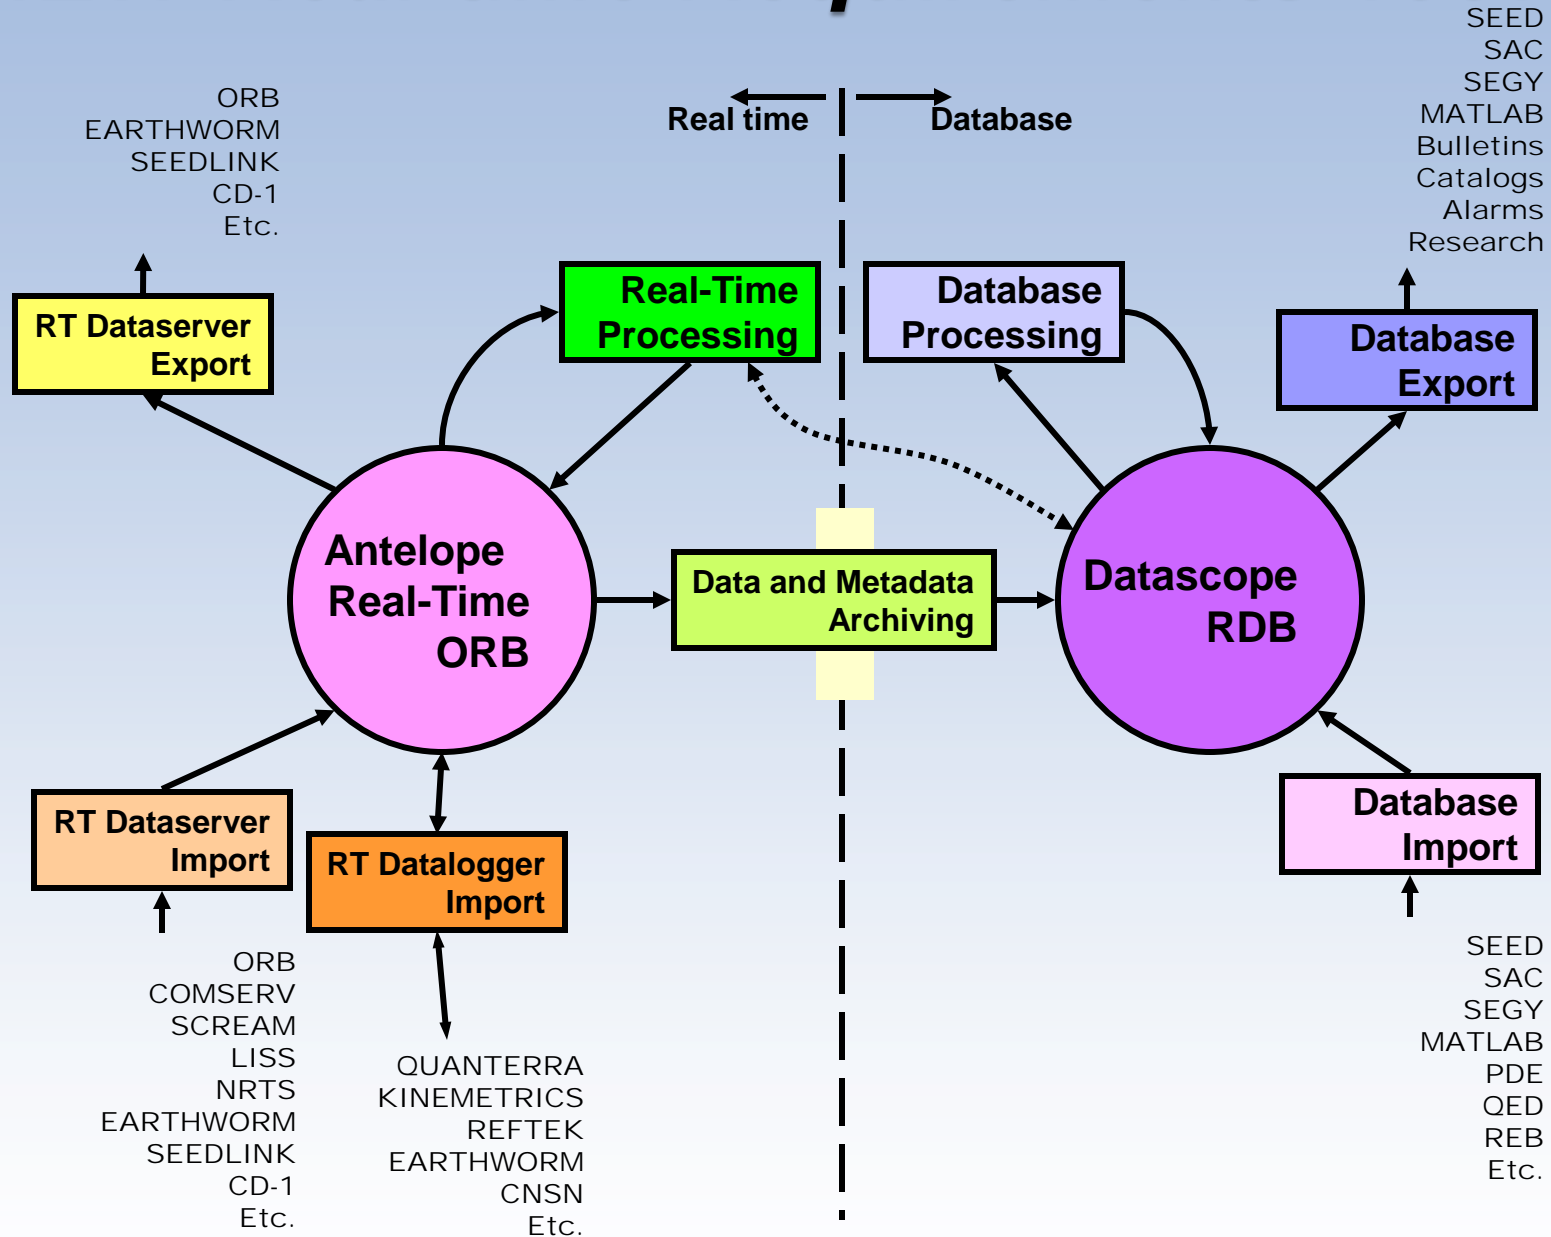 SEED
SAC
SEGY
MATLAB
Bulletins
Catalogs
Alarms
Research
ORB
EARTHWORM
SEEDLINK
CD-1
Etc.
Real time
Database
RT Dataserver
Export
Real-Time
Processing
Database
Processing
Database
Export
Antelope
Real-Time
ORB
Data and Metadata
Archiving
Datascope
RDB
RT Dataserver
Import
RT Datalogger
Import
Database
Import
ORB
COMSERV
SCREAM
LISS
NRTS
EARTHWORM
SEEDLINK
CD-1
Etc.
QUANTERRA
KINEMETRICS
REFTEK
EARTHWORM
CNSN
Etc.
SEED
SAC
SEGY
MATLAB
PDE
QED
REB
Etc.